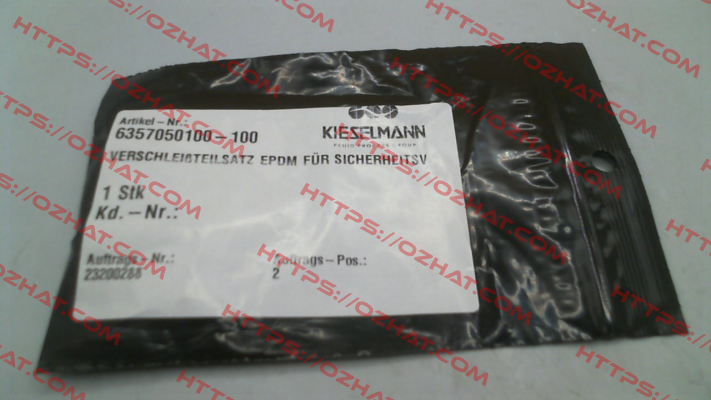 Artikel-Nr.:
6357050100-100
KIESELMANN
FLUID PROCESS GROUP
VERSCHLEIßTEILSATZ EPDM FÜR SICHERHEITSV
1 Stk
Kd.-Nr.:
Auftrags-Nr.:
Auftrags-Pos.:
23200288
2
HTTPS://OZHAT.COM